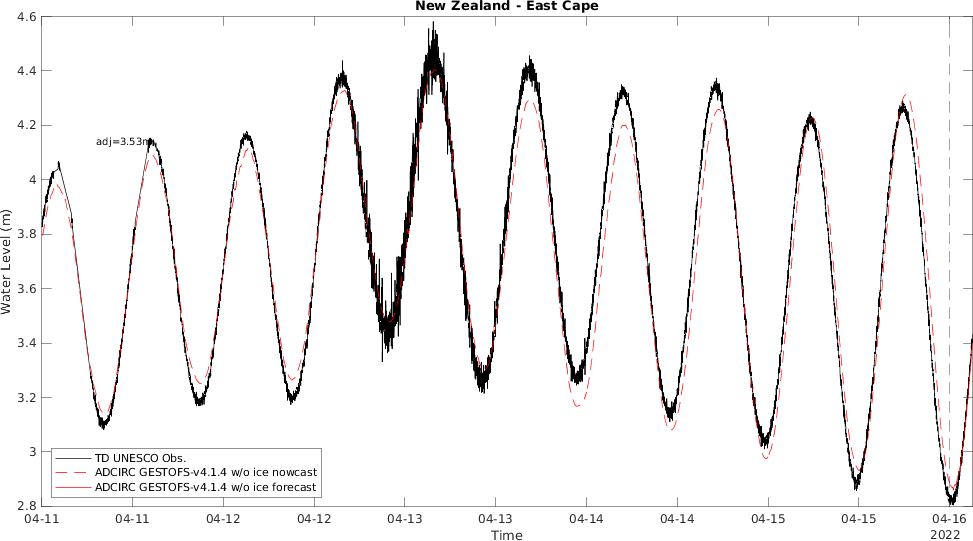 New Zealand - East Cape
4.6
4.4
4.2
4
3.8
3.6
3.4
3.2
3
2.8
Water Level (m)
adj=3.53m
TD UNESCO Obs.
ADCIRC GESTOFS-v4.1.4 w/o ice nowcast
ADCIRC GESTOFS-v4.1.4 w/o ice forecast
04-11 04-11 04-12 04-12 04-13 04-13 04-14 04-14 04-15 04-15 04-16
Time 2022